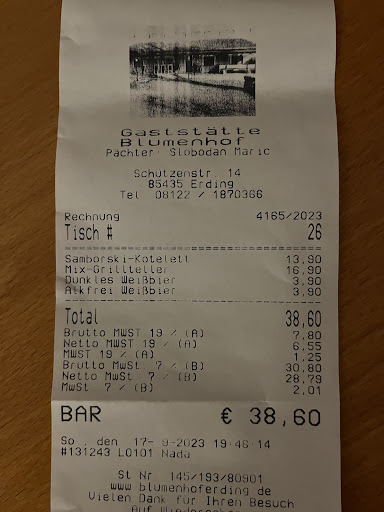 Gaststätte
Blumenhof
Pächter: Slobodan Maric
Schützenstr. 14
85435 Erding
Tel. 08122 / 1870366
Rechnung 4165/2023
Tisch # 26
Samborski-Kotelett 13,90
Mix-Grillteller 16,90
Dunkles Weißbier 3,90
Alkfrei Weißbier 3,90
Total 38,60
Brutto MWST 19 % (A) 7,80
Netto MWST 19 % (A) 6,55
MWST 19 % (A) 1,25
Brutto MwSt 7 % (B) 30,80
Netto MwSt 7 % (B) 28,79
MwSt 7 % (B) 2,01
BAR € 38,60
So., den 17- 9-2023 19:46:14
#131243 L0101 Nada
St Nr. 145/193/80901
www.blumenhoferding.de
Vielen Dank für Ihren Besuch
Auf Wiedersehen